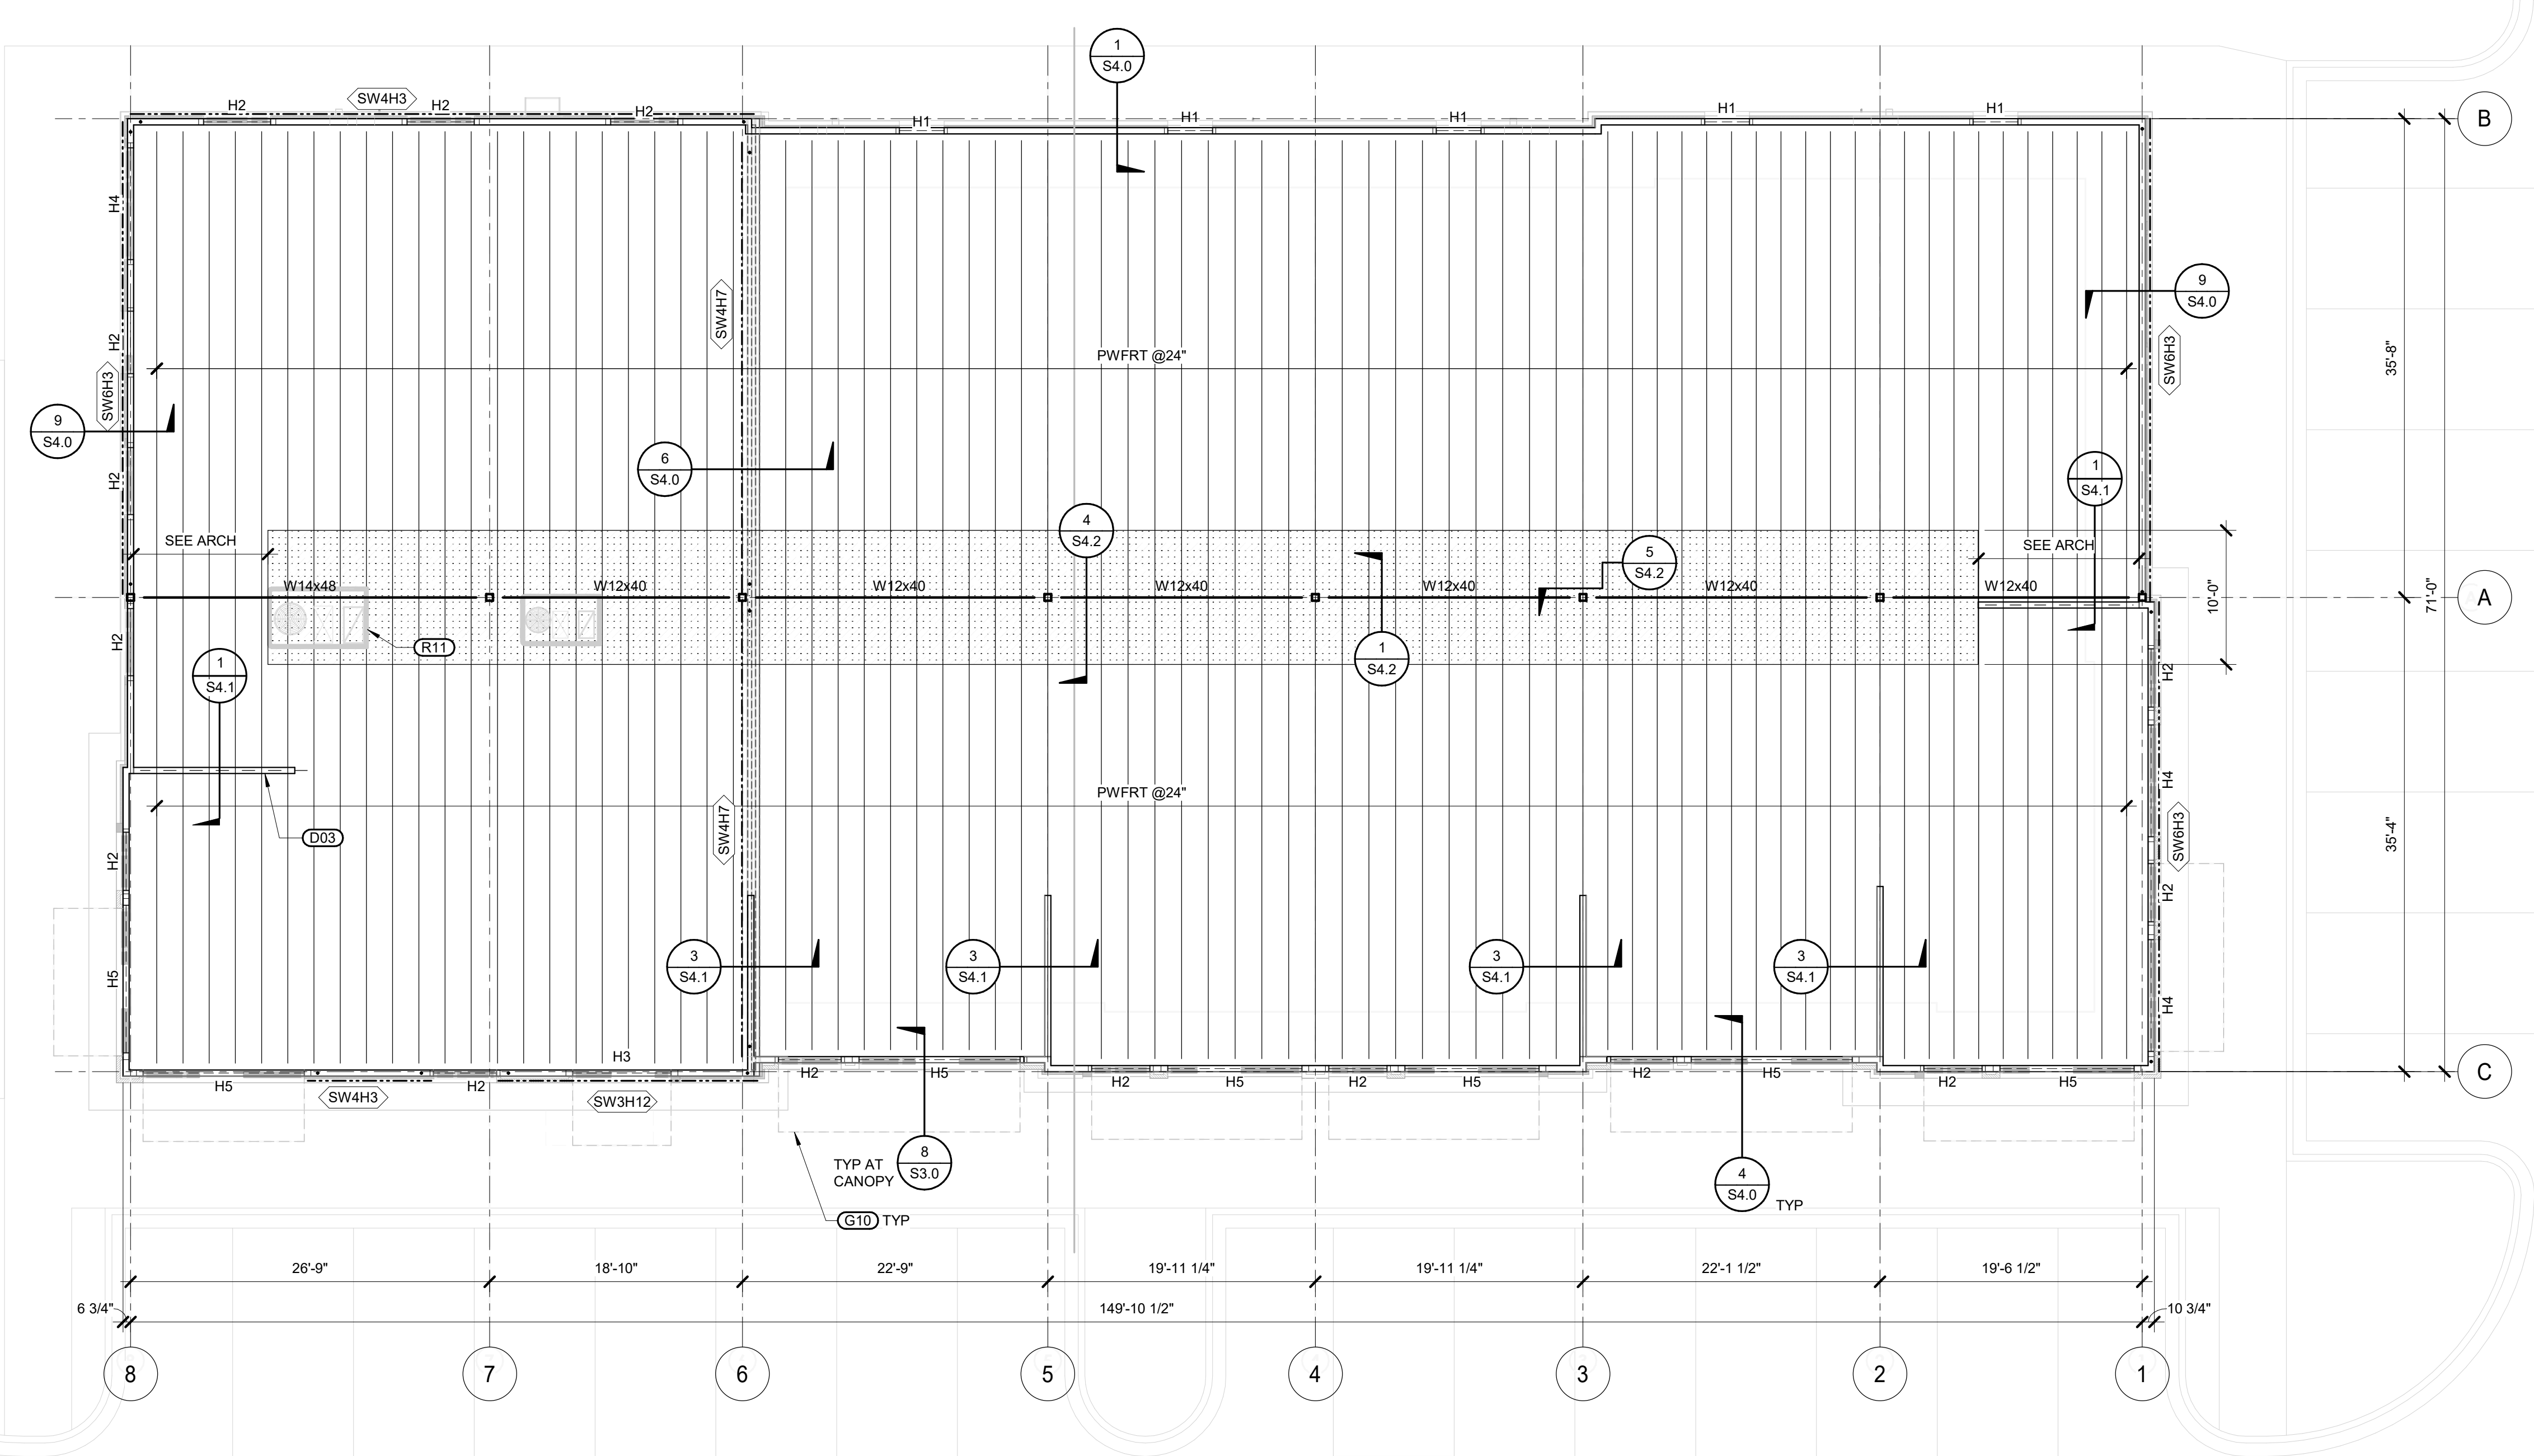 1
S4.0
SW4H3
H2
H2
H2
H1
H1
H1
H1
H1
B
H4
SW4H7
9
S4.0
H2
PWFRT @24"
SW6H3
35'-8"
SW6H3
9
S4.0
6
S4.0
H2
1
S4.1
4
S4.2
SEE ARCH
5
S4.2
SEE ARCH
W14x48
W12x40
W12x40
W12x40
W12x40
W12x40
W12x40
10'-0"
71'-0"
A
H2
R11
1
S4.2
1
S4.1
H2
H4
PWFRT @24"
D03
SW4H7
SW6H3
35'-4"
H2
H2
3
S4.1
3
S4.1
3
S4.1
3
S4.1
H5
H4
H3
H5
H2
H2
H5
H2
H5
H2
H5
H2
H5
H2
H5
C
SW4H3
SW3H12
TYP AT
CANOPY
8
S3.0
4
S4.0
TYP
G10 TYP
26'-9"
18'-10"
22'-9"
19'-11 1/4"
19'-11 1/4"
22'-1 1/2"
19'-6 1/2"
6 3/4"
149'-10 1/2"
10 3/4"
8
7
6
5
4
3
2
1